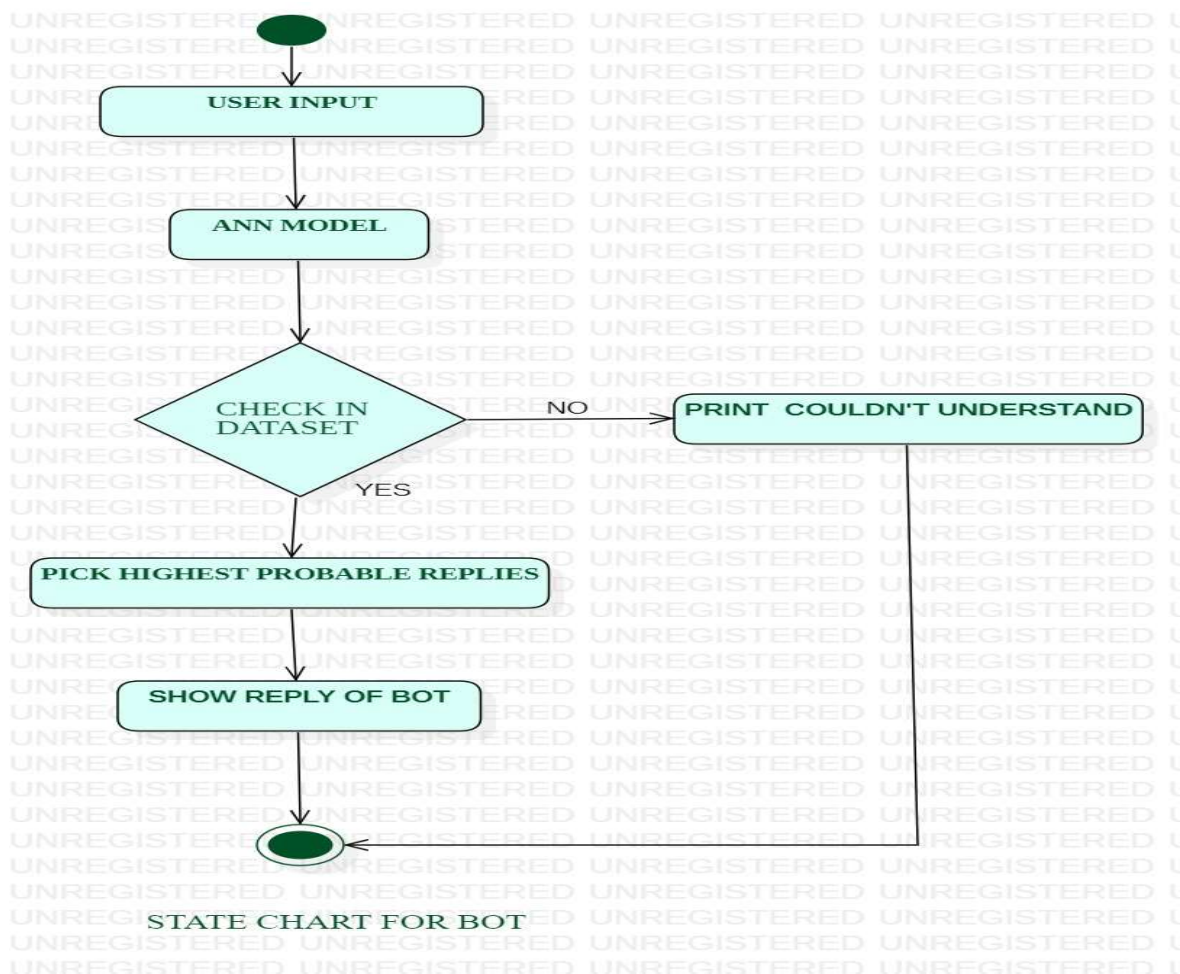 USER INPUT
ANN MODEL
CHECK IN
DATASET
NO
PRINT  COULDN'T UNDERSTAND
YES
PICK HIGHEST PROBABLE REPLIES
SHOW REPLY OF BOT
STATE CHART FOR BOT
UNREGISTERED